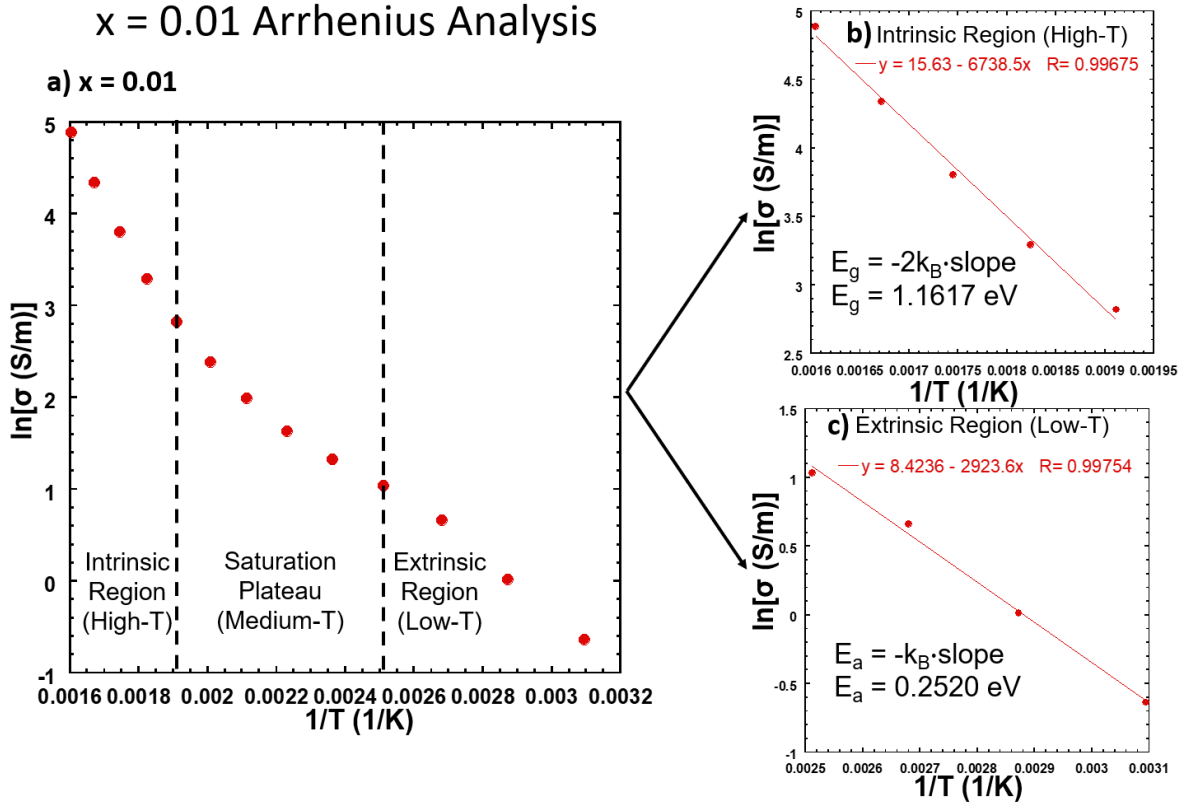 x = 0.01 Arrhenius Analysis
a) x = 0.01
ln[σ (S/m)]
5
4
3
2
1
0
-1
Intrinsic
Region
(High-T)
Saturation
Plateau
(Medium-T)
Extrinsic
Region
(Low-T)
0.0016 0.0018 0.002 0.0022 0.0024 0.0026 0.0028 0.003 0.0032
1/T (1/K)
b) Intrinsic Region (High-T)
y = 15.63 - 6738.5x R= 0.99675
ln[σ (S/m)]
5
4.5
4
3.5
3
2.5
E_g = -2k_B·slope
E_g = 1.1617 eV
0.0016 0.00165 0.0017 0.00175 0.0018 0.00185 0.0019 0.00195
1/T (1/K)
c) Extrinsic Region (Low-T)
y = 8.4236 - 2923.6x R= 0.99754
ln[σ (S/m)]
1.5
1
0.5
0
-0.5
-1
E_a = -k_B·slope
E_a = 0.2520 eV
0.0025 0.0026 0.0027 0.0028 0.0029 0.003 0.0031
1/T (1/K)